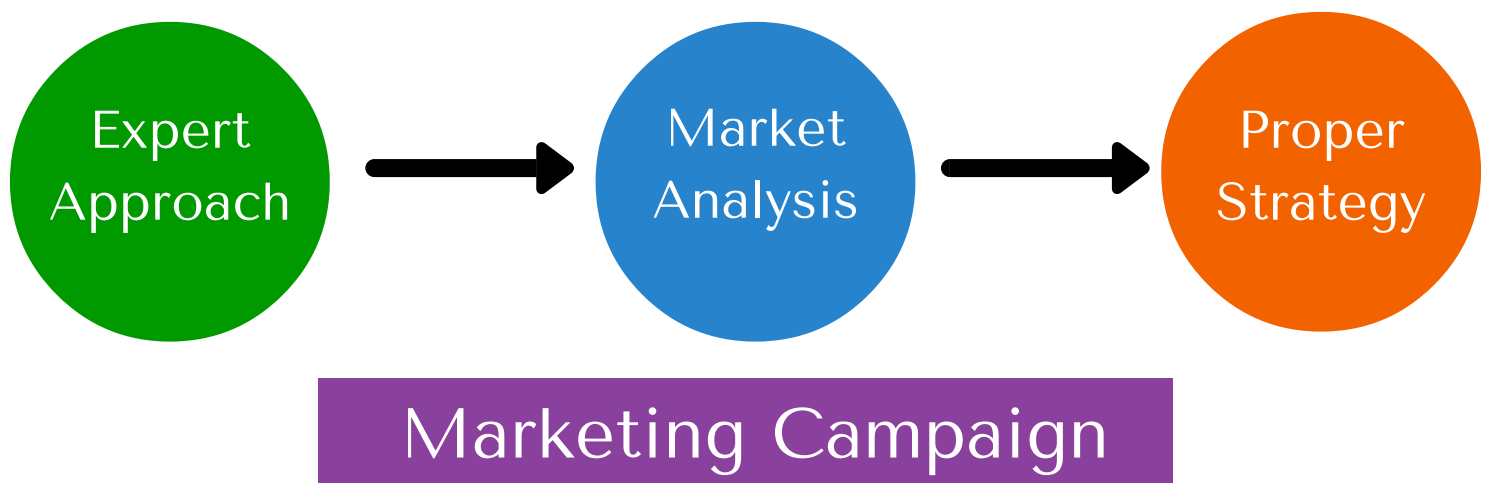 Expert
Approach
Market
Analysis
Proper
Strategy
Marketing Campaign